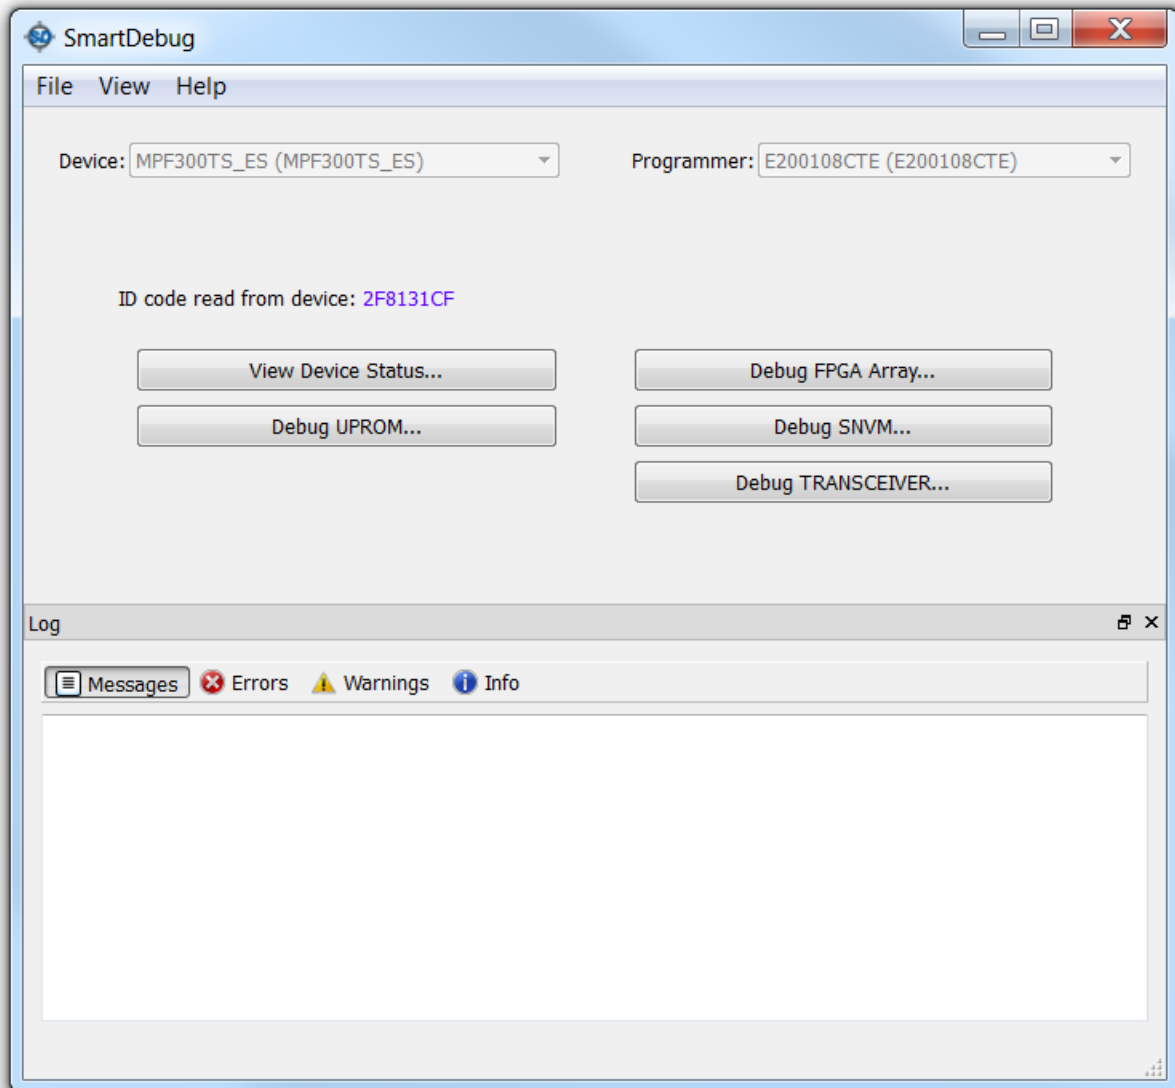 SmartDebug
File View Help
Device: MPF300TS_ES (MPF300TS_ES) Programmer: E200108CTE (E200108CTE)
ID code read from device: 2F8131CF
View Device Status... Debug FPGA Array...
Debug UPROM... Debug SNVM...
Debug TRANSCEIVER...
Log
Messages Errors Warnings Info